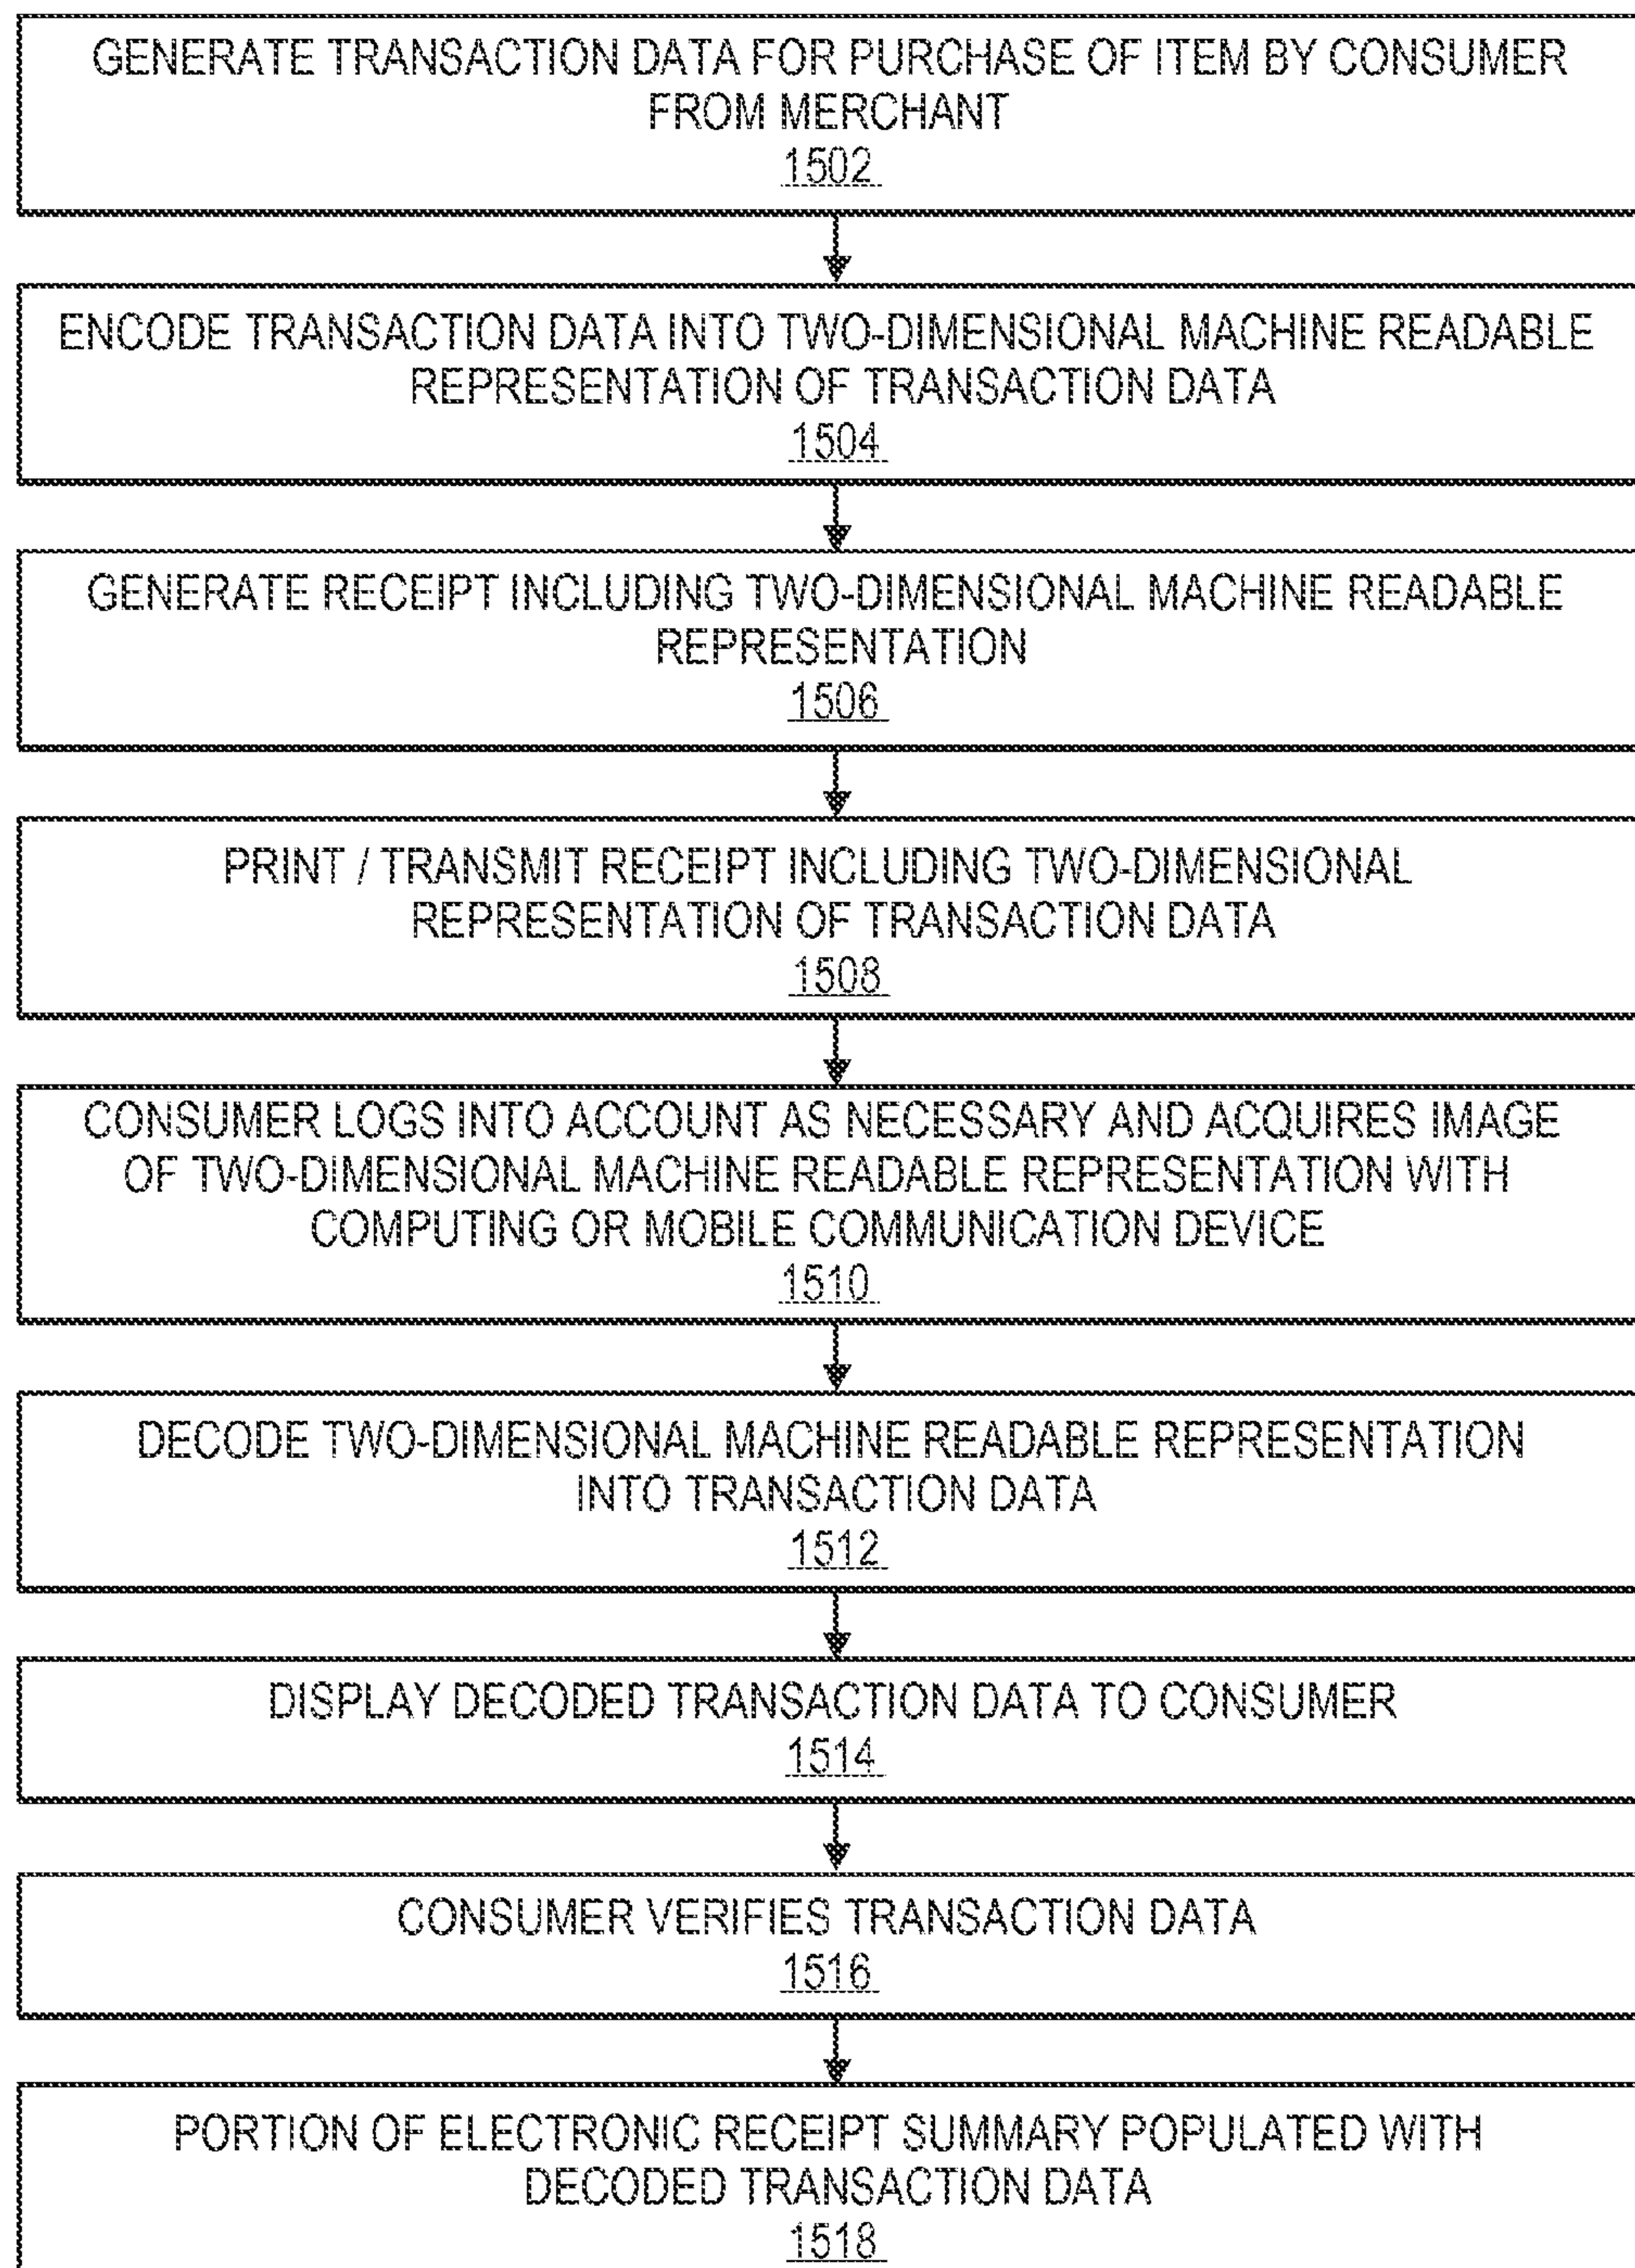 GENERATE TRANSACTION DATA FOR PURCHASE OF ITEM BY CONSUMER
FROM MERCHANT
1502
ENCODE TRANSACTION DATA INTO TWO-DIMENSIONAL MACHINE READABLE
REPRESENTATION OF TRANSACTION DATA
1504
GENERATE RECEIPT INCLUDING TWO-DIMENSIONAL MACHINE READABLE
REPRESENTATION
1506
PRINT / TRANSMIT RECEIPT INCLUDING TWO-DIMENSIONAL
REPRESENTATION OF TRANSACTION DATA
1508
CONSUMER LOGS INTO ACCOUNT AS NECESSARY AND ACQUIRES IMAGE
OF TWO-DIMENSIONAL MACHINE READABLE REPRESENTATION WITH
COMPUTING OR MOBILE COMMUNICATION DEVICE
1510
DECODE TWO-DIMENSIONAL MACHINE READABLE REPRESENTATION
INTO TRANSACTION DATA
1512
DISPLAY DECODED TRANSACTION DATA TO CONSUMER
1514
CONSUMER VERIFIES TRANSACTION DATA
1516
PORTION OF ELECTRONIC RECEIPT SUMMARY POPULATED WITH
DECODED TRANSACTION DATA
1518